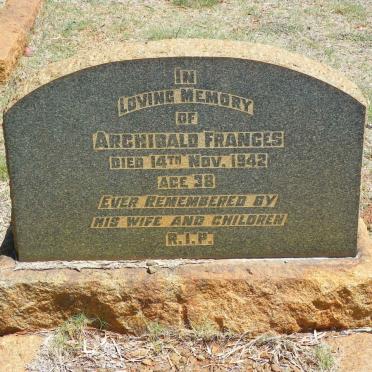 IN
LOVING MEMORY
OF
ARCHIBALD FRANCES
DIED 14TH NOV. 1942
AGE 38
EVER REMEMBERED BY
HIS WIFE AND CHILDREN
R.I.P.